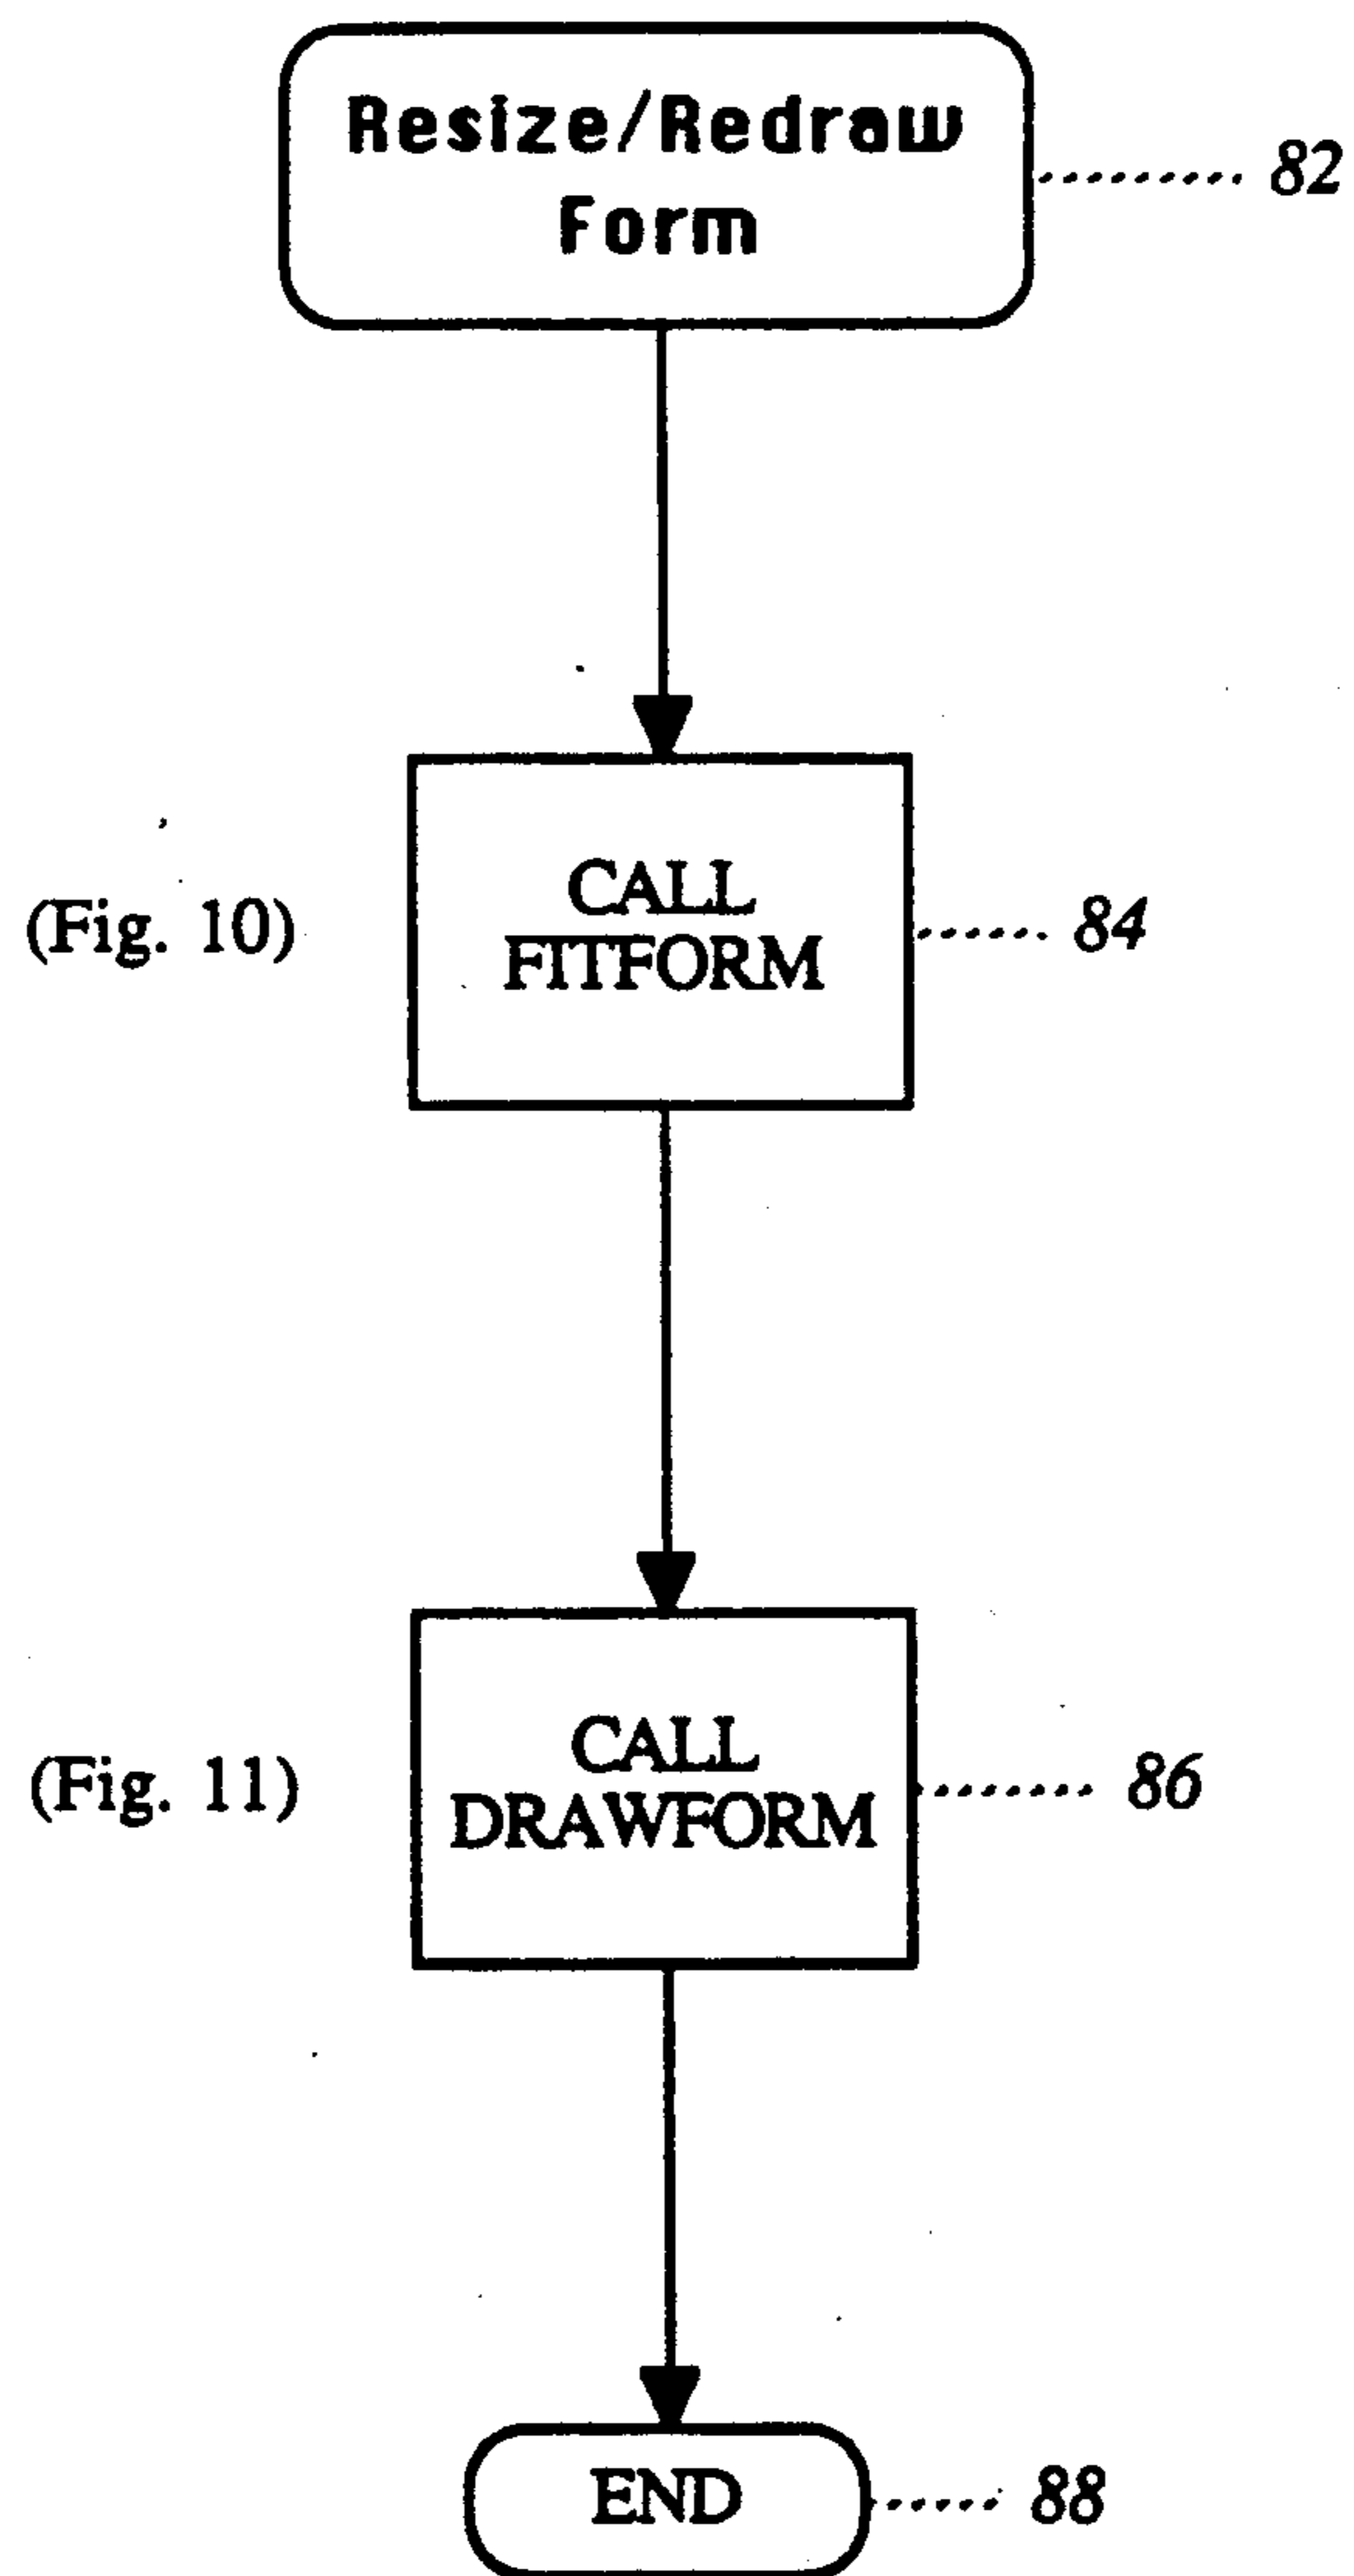 Resize/Redraw
Form
82
(Fig. 10)
CALL
FITFORM
84
(Fig. 11)
CALL
DRAWFORM
86
END
88